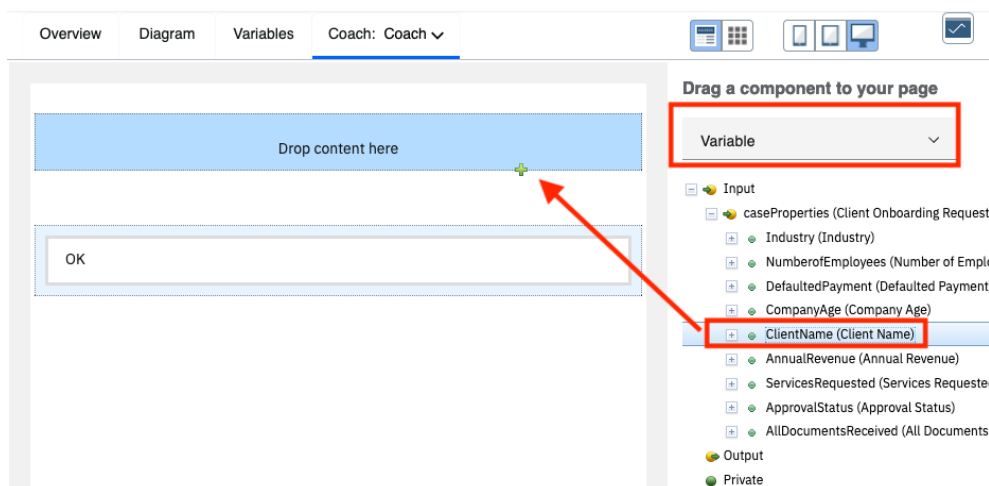 Overview Diagram Variables Coach: Coach
Drag a component to your page
Variable
Drop content here
OK
Input
caseProperties (Client Onboarding Request
Industry (Industry)
NumberofEmployees (Number of Emplo
DefaultedPayment (Defaulted Payment
CompanyAge (Company Age)
ClientName (Client Name)
AnnualRevenue (Annual Revenue)
ServicesRequested (Services Requeste
ApprovalStatus (Approval Status)
AllDocumentsReceived (All Documents
Output
Private